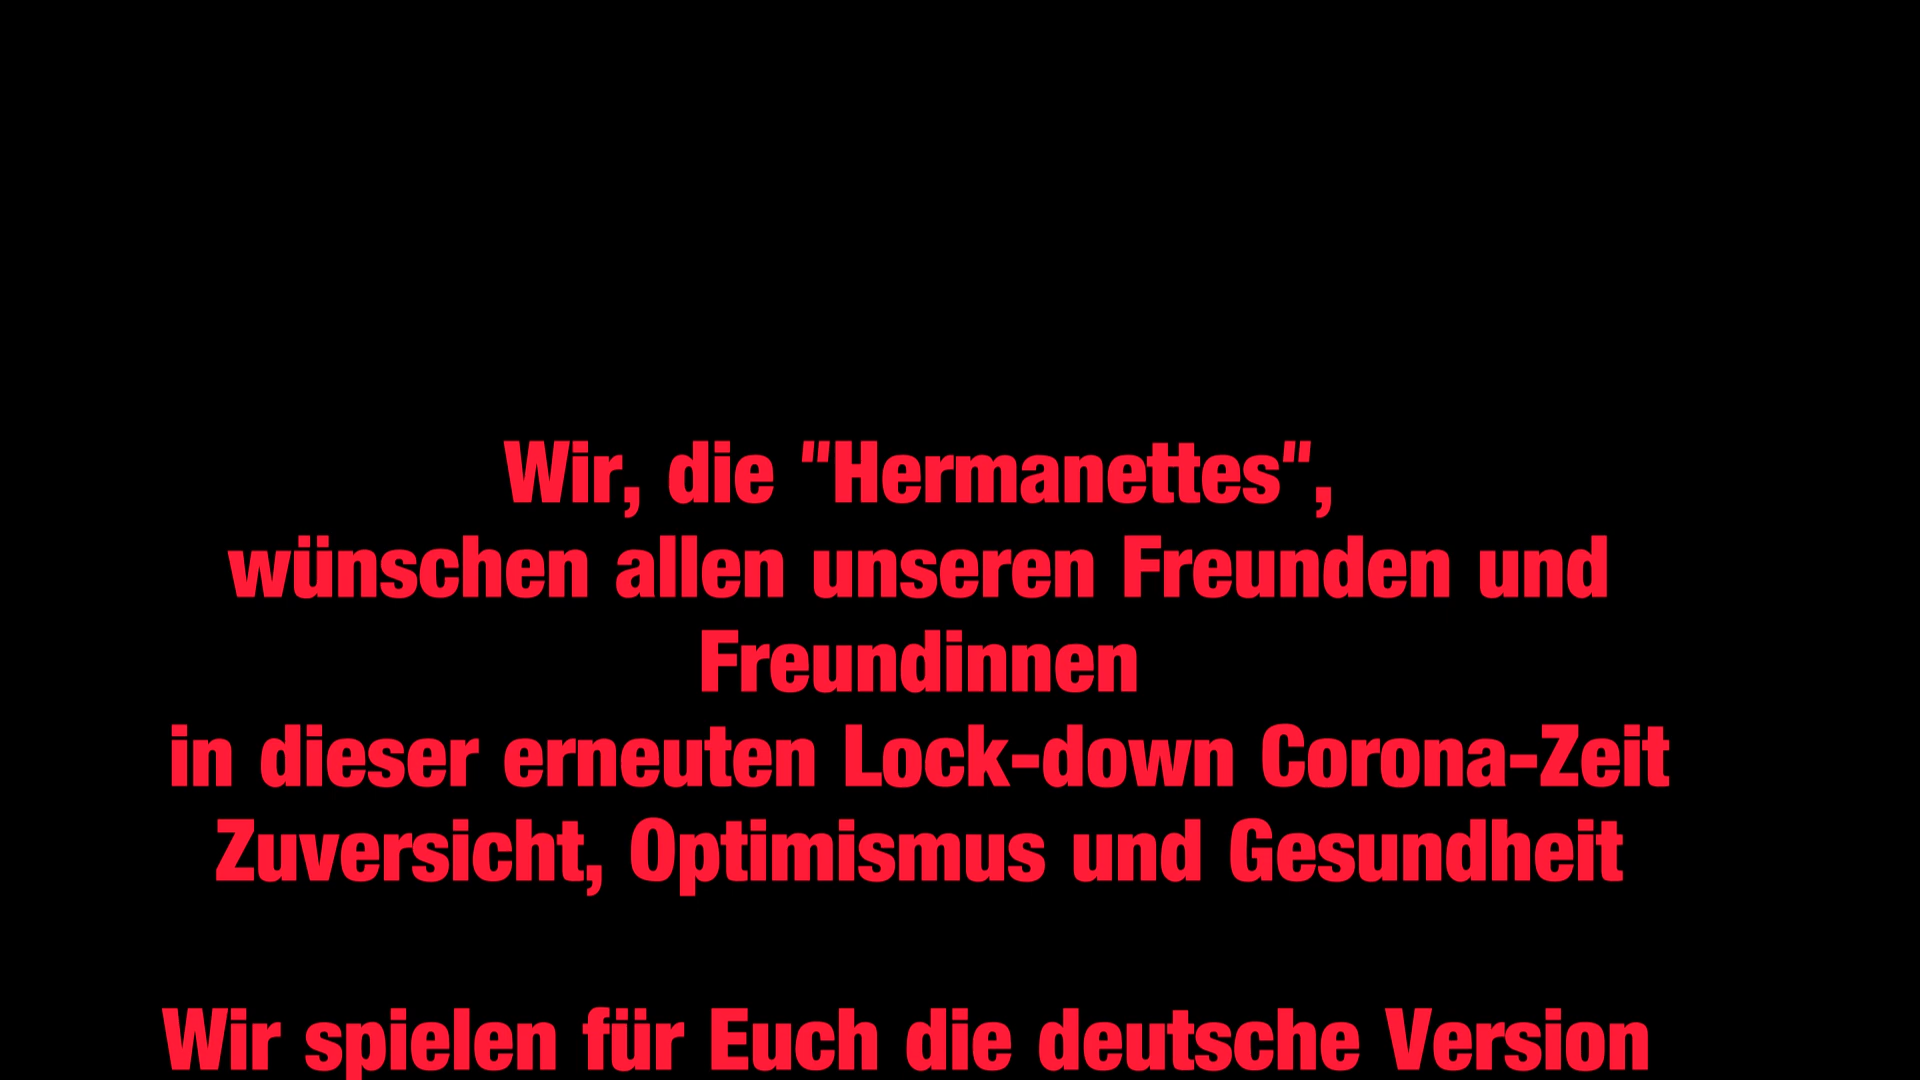 Wir, die "Hermanettes",
wünschen allen unseren Freunden und
Freundinnen
in dieser erneuten Lock-down Corona-Zeit
Zuversicht, Optimismus und Gesundheit
Wir spielen für Euch die deutsche Version